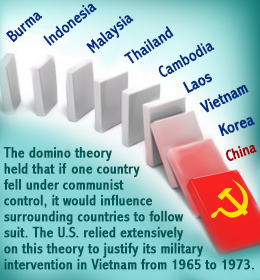 Burma
Indonesia
Malaysia
Thailand
Cambodia
Laos
Vietnam
Korea
China
The domino theory
held that if one country
fell under communist
control, it would influence
surrounding countries to follow
suit. The U.S. relied extensively
on this theory to justify its military
intervention in Vietnam from 1965 to 1973.